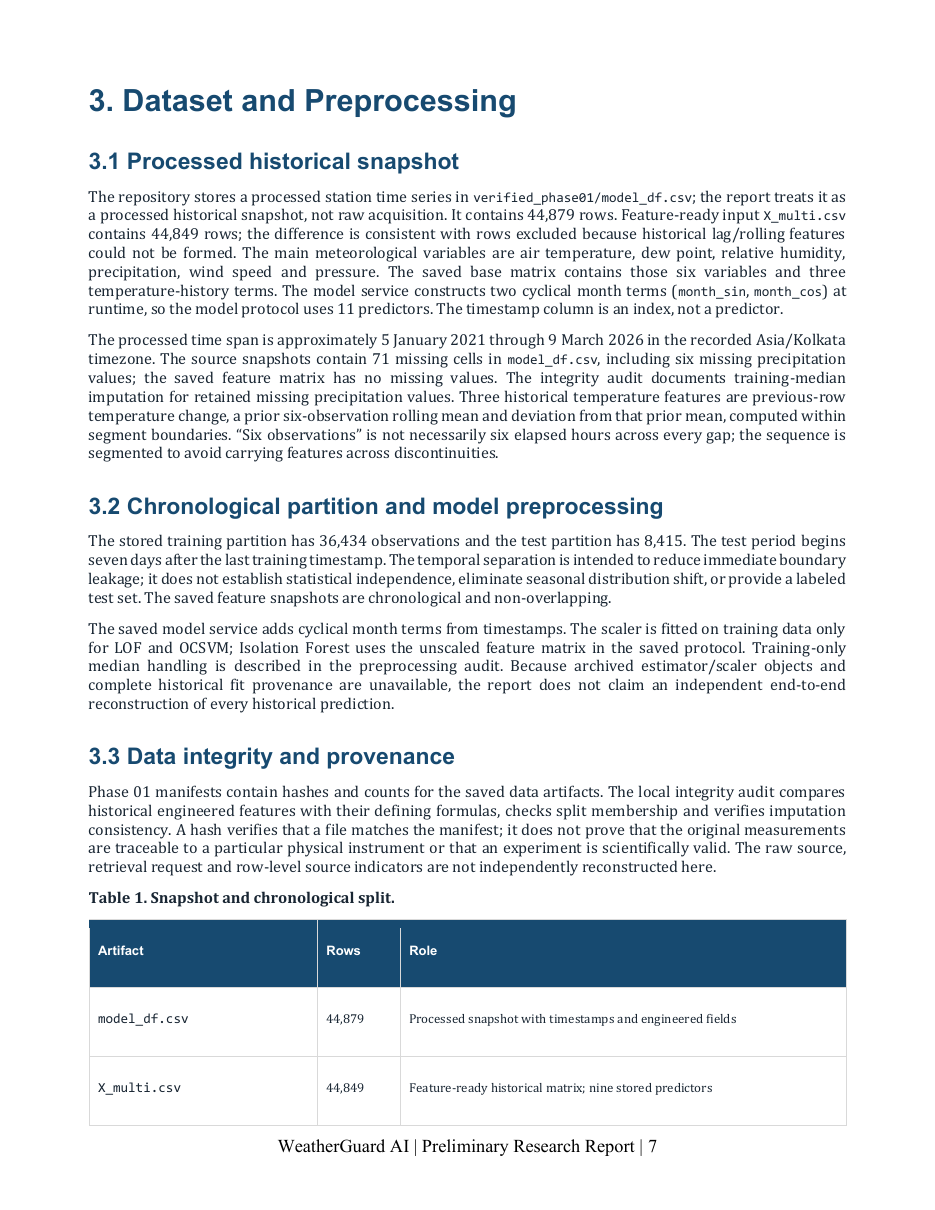 3. Dataset and Preprocessing
3.1 Processed historical snapshot
The repository stores a processed station time series in verified_phase01/model_df.csv; the report treats it as
a processed historical snapshot, not raw acquisition. It contains 44,879 rows. Feature-ready input X_multi.csv
contains 44,849 rows; the difference is consistent with rows excluded because historical lag/rolling features
could not be formed. The main meteorological variables are air temperature, dew point, relative humidity,
precipitation, wind speed and pressure. The saved base matrix contains those six variables and three
temperature-history terms. The model service constructs two cyclical month terms (month_sin, month_cos) at
runtime, so the model protocol uses 11 predictors. The timestamp column is an index, not a predictor.
The processed time span is approximately 5 January 2021 through 9 March 2026 in the recorded Asia/Kolkata
timezone. The source snapshots contain 71 missing cells in model_df.csv, including six missing precipitation
values; the saved feature matrix has no missing values. The integrity audit documents training-median
imputation for retained missing precipitation values. Three historical temperature features are previous-row
temperature change, a prior six-observation rolling mean and deviation from that prior mean, computed within
segment boundaries. “Six observations” is not necessarily six elapsed hours across every gap; the sequence is
segmented to avoid carrying features across discontinuities.
3.2 Chronological partition and model preprocessing
The stored training partition has 36,434 observations and the test partition has 8,415. The test period begins
seven days after the last training timestamp. The temporal separation is intended to reduce immediate boundary
leakage; it does not establish statistical independence, eliminate seasonal distribution shift, or provide a labeled
test set. The saved feature snapshots are chronological and non-overlapping.
The saved model service adds cyclical month terms from timestamps. The scaler is fitted on training data only
for LOF and OCSVM; Isolation Forest uses the unscaled feature matrix in the saved protocol. Training-only
median handling is described in the preprocessing audit. Because archived estimator/scaler objects and
complete historical fit provenance are unavailable, the report does not claim an independent end-to-end
reconstruction of every historical prediction.
3.3 Data integrity and provenance
Phase 01 manifests contain hashes and counts for the saved data artifacts. The local integrity audit compares
historical engineered features with their defining formulas, checks split membership and verifies imputation
consistency. A hash verifies that a file matches the manifest; it does not prove that the original measurements
are traceable to a particular physical instrument or that an experiment is scientifically valid. The raw source,
retrieval request and row-level source indicators are not independently reconstructed here.
Table 1. Snapshot and chronological split.
Artifact Rows Role
model_df.csv 44,879 Processed snapshot with timestamps and engineered fields
X_multi.csv 44,849 Feature-ready historical matrix; nine stored predictors
WeatherGuard AI | Preliminary Research Report | 7